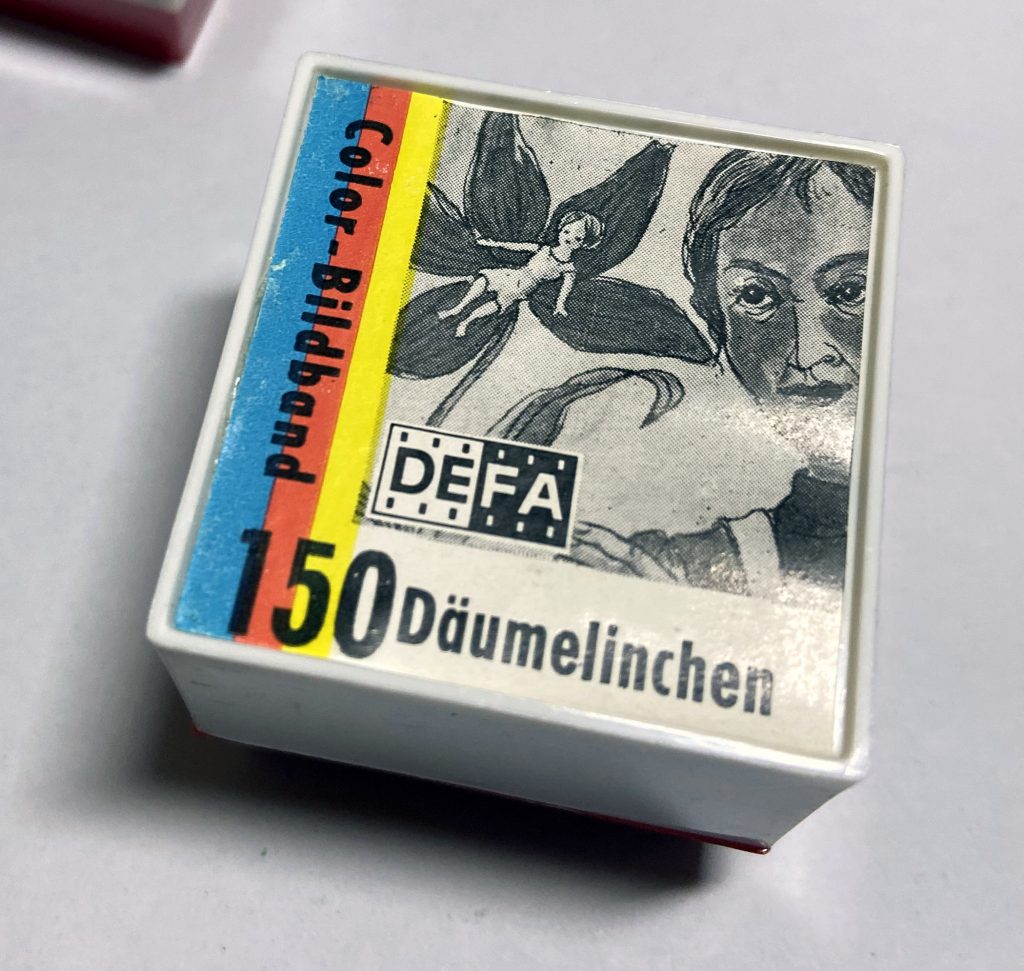 Color-Bildband
DEFA
150 Däumelinchen